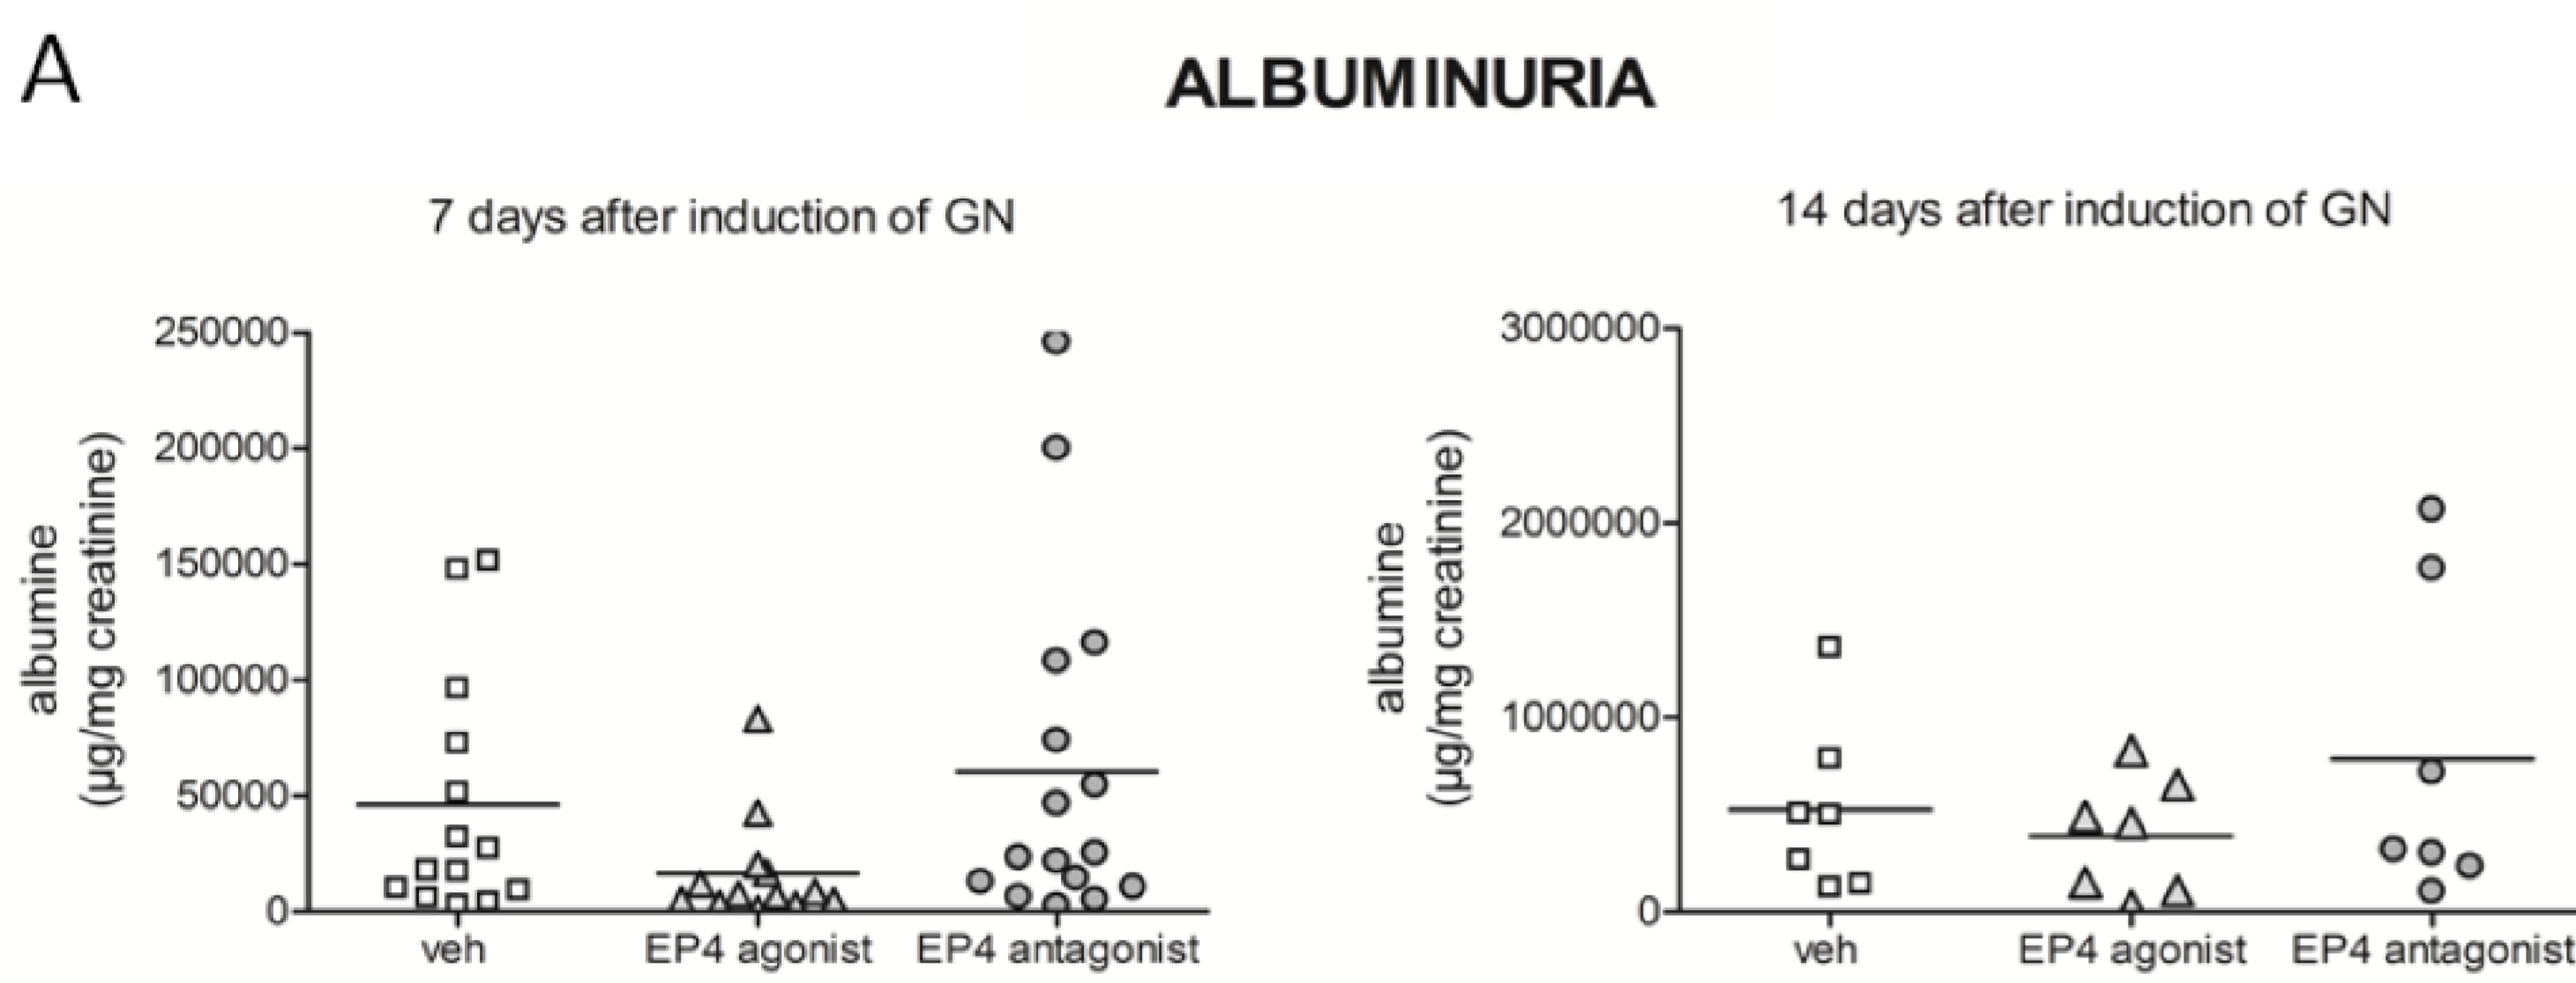 A
ALBUMINURIA
7 days after induction of GN
albumine
(µg/mg creatinine)
250000
200000
150000
100000
50000
0
veh EP4 agonist EP4 antagonist
14 days after induction of GN
albumine
(µg/mg creatinine)
3000000
2000000
1000000
0
veh EP4 agonist EP4 antagonist